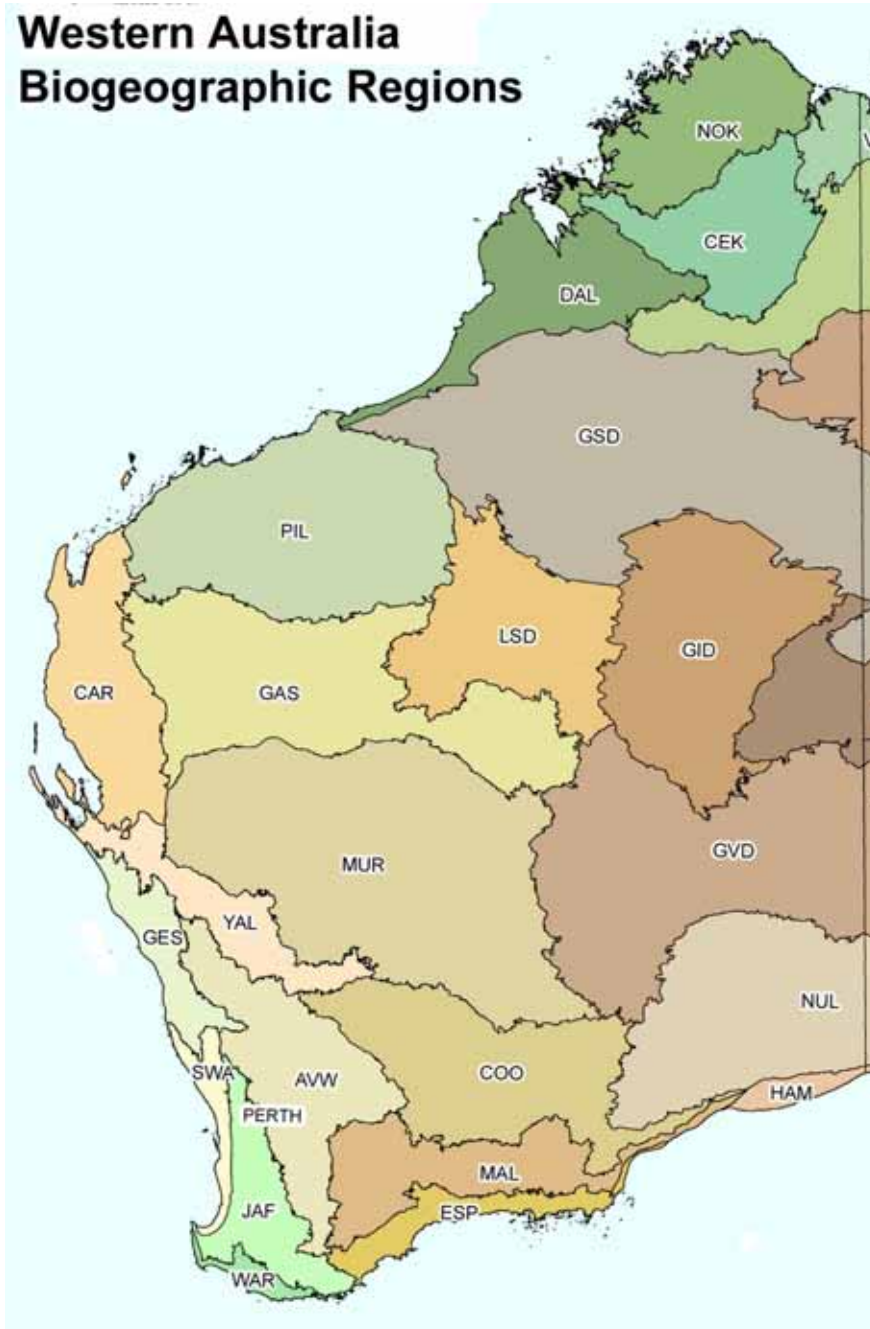 Western Australia
Biogeographic Regions
NOK
CEK
DAL
GSD
PIL
LSD
GID
CAR
GAS
GVD
MUR
YAL
GES
NUL
SWA
AVW
COO
HAM
PERTH
MAL
JAF
ESP
WAR